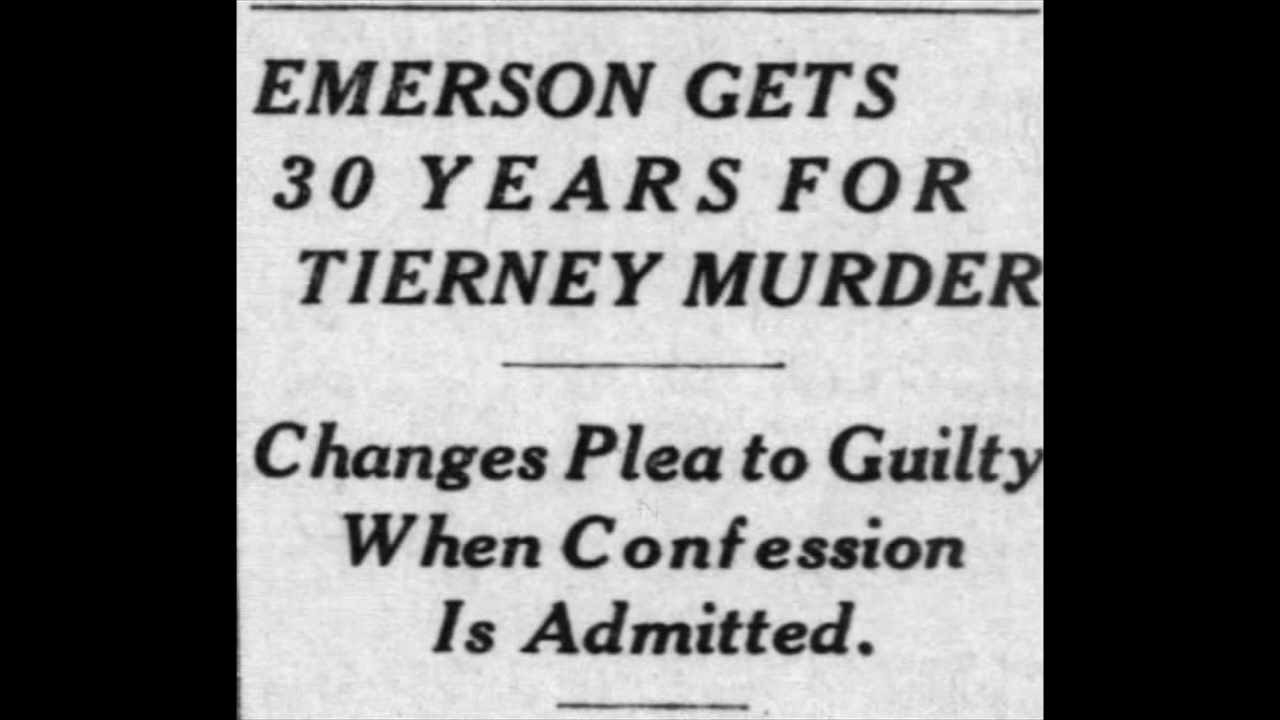 EMERSON GETS
30 YEARS FOR
TIERNEY MURDER
Changes Plea to Guilty
When Confession
Is Admitted.